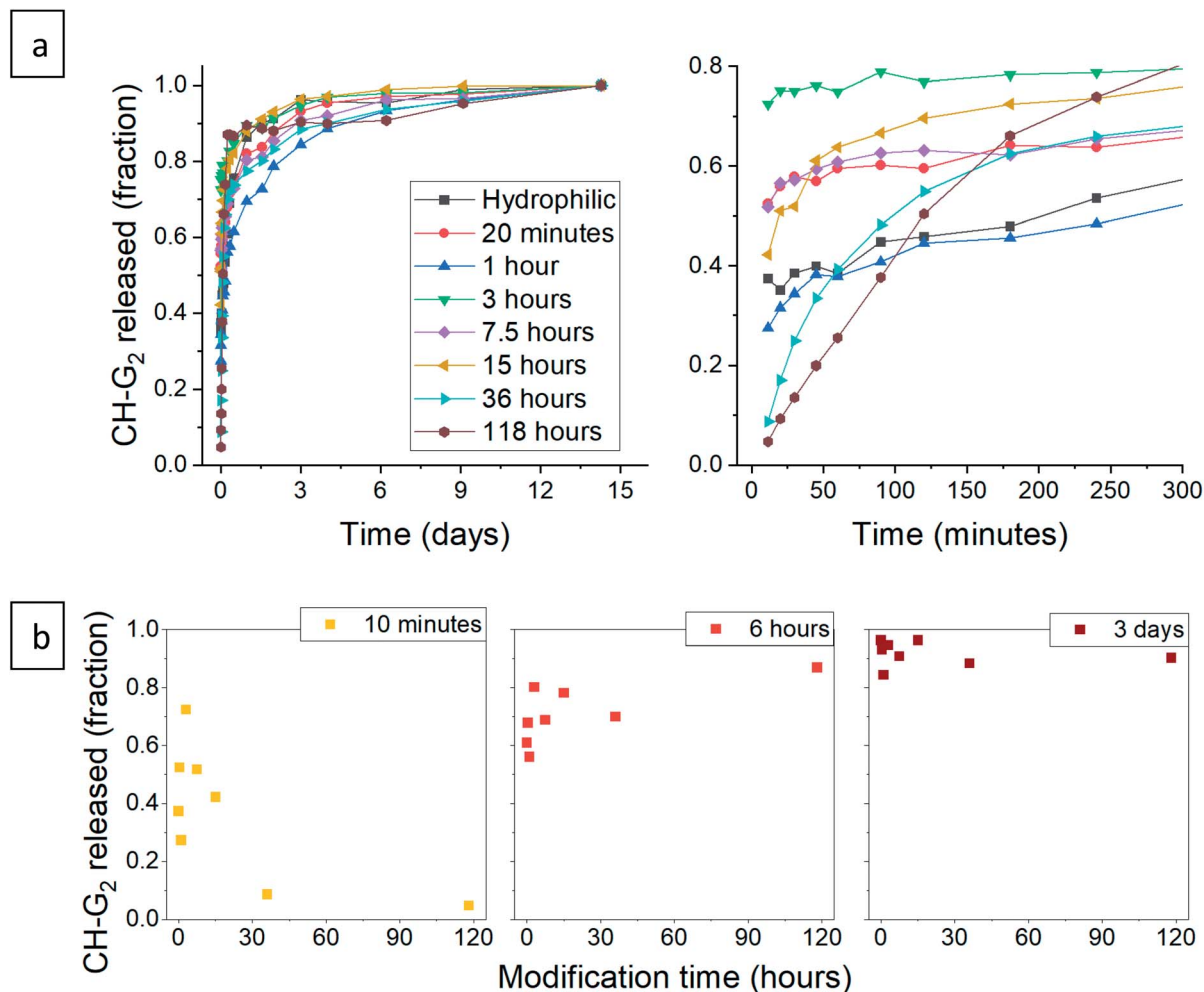 a
CH-G₂ released (fraction)
1.0
0.8
0.6
0.4
0.2
0.0
0 3 6 9 12 15
Time (days)
Hydrophilic
20 minutes
1 hour
3 hours
7.5 hours
15 hours
36 hours
118 hours
0.8
0.6
0.4
0.2
0.0
0 50 100 150 200 250 300
Time (minutes)
b
CH-G₂ released (fraction)
1.0
0.8
0.6
0.4
0.2
0.0
10 minutes
0 30 60 90 120
6 hours
0 30 60 90 120
3 days
0 30 60 90 120
Modification time (hours)